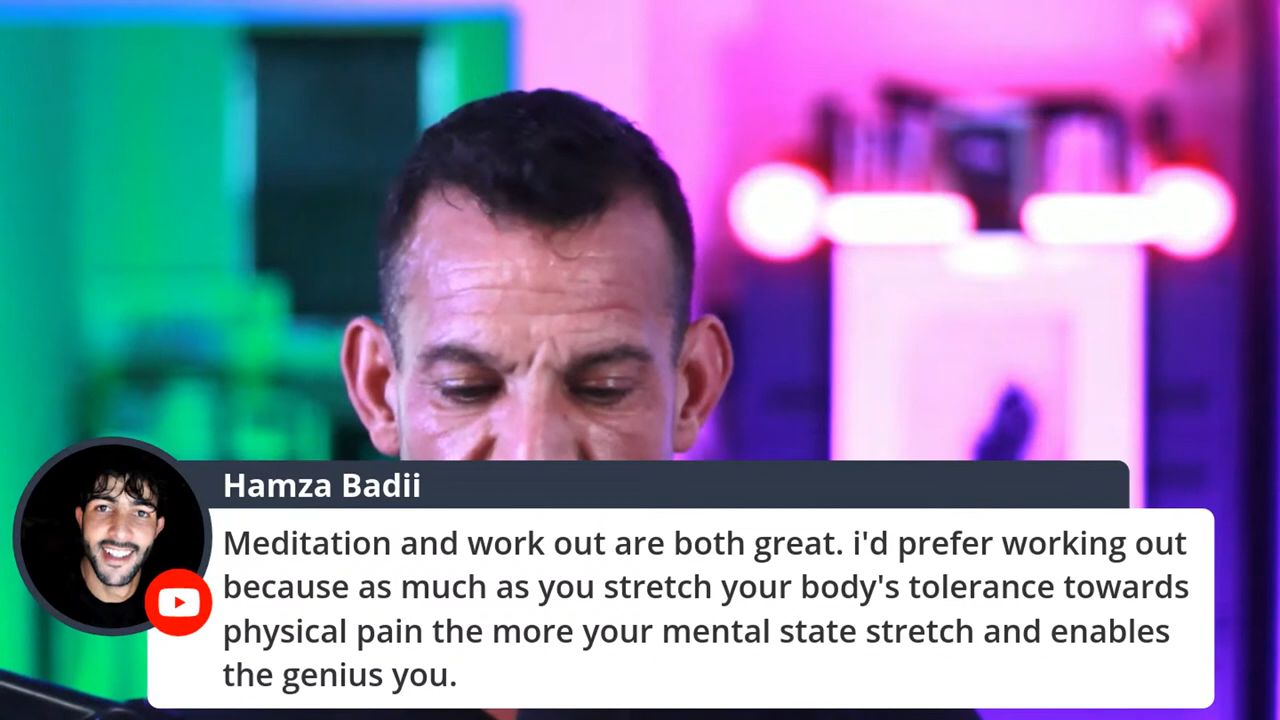 Hamza Badii
Meditation and work out are both great. i'd prefer working out
because as much as you stretch your body's tolerance towards
physical pain the more your mental state stretch and enables
the genius you.